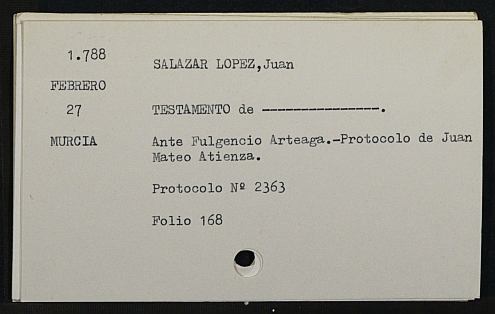 1.788
SALAZAR LOPEZ,Juan
FEBRERO
27 TESTAMENTO de ---------------.
MURCIA Ante Fulgencio Arteaga.-Protocolo de Juan
Mateo Atienza.
Protocolo Nº 2363
Folio 168